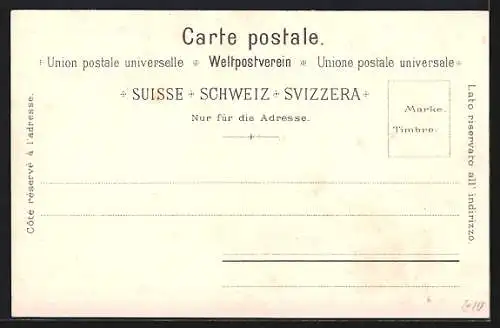 Carte postale.
Union postale universelle Weltpostverein Unione postale universale
SUISSE SCHWEIZ SVIZZERA
Nur für die Adresse.
Marke.
Timbre.
Côté réservé à l'adresse.
Lato riservato all' indirizzo.